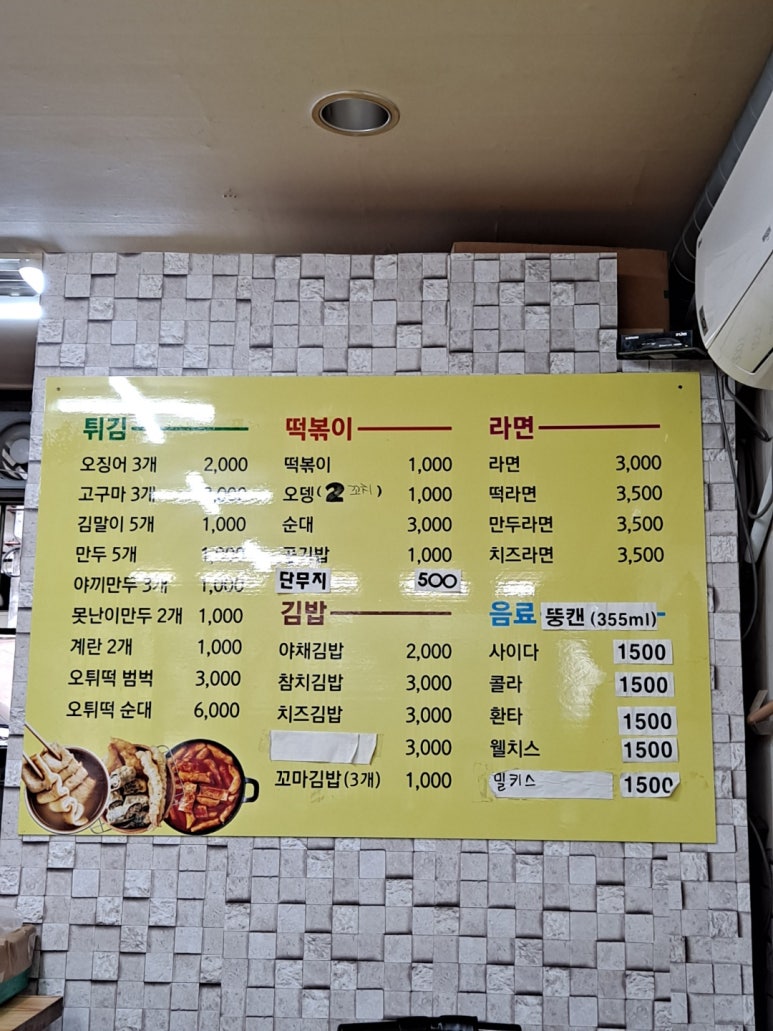 튀김
오징어 3개 2,000
고구마 3개
김말이 5개 1,000
만두 5개 1,000
야끼만두 3개 1,000
못난이만두 2개 1,000
계란 2개 1,000
오튀떡 범벅 3,000
오튀떡 순대 6,000
떡볶이
떡볶이 1,000
오뎅(2꼬치) 1,000
순대 3,000
1,000
단무지 500
김밥
야채김밥 2,000
참치김밥 3,000
치즈김밥 3,000
3,000
꼬마김밥(3개) 1,000
라면
라면 3,000
떡라면 3,500
만두라면 3,500
치즈라면 3,500
음료 뚱캔 (355ml)
사이다 1500
콜라 1500
환타 1500
웰치스 1500
밀키스 1500